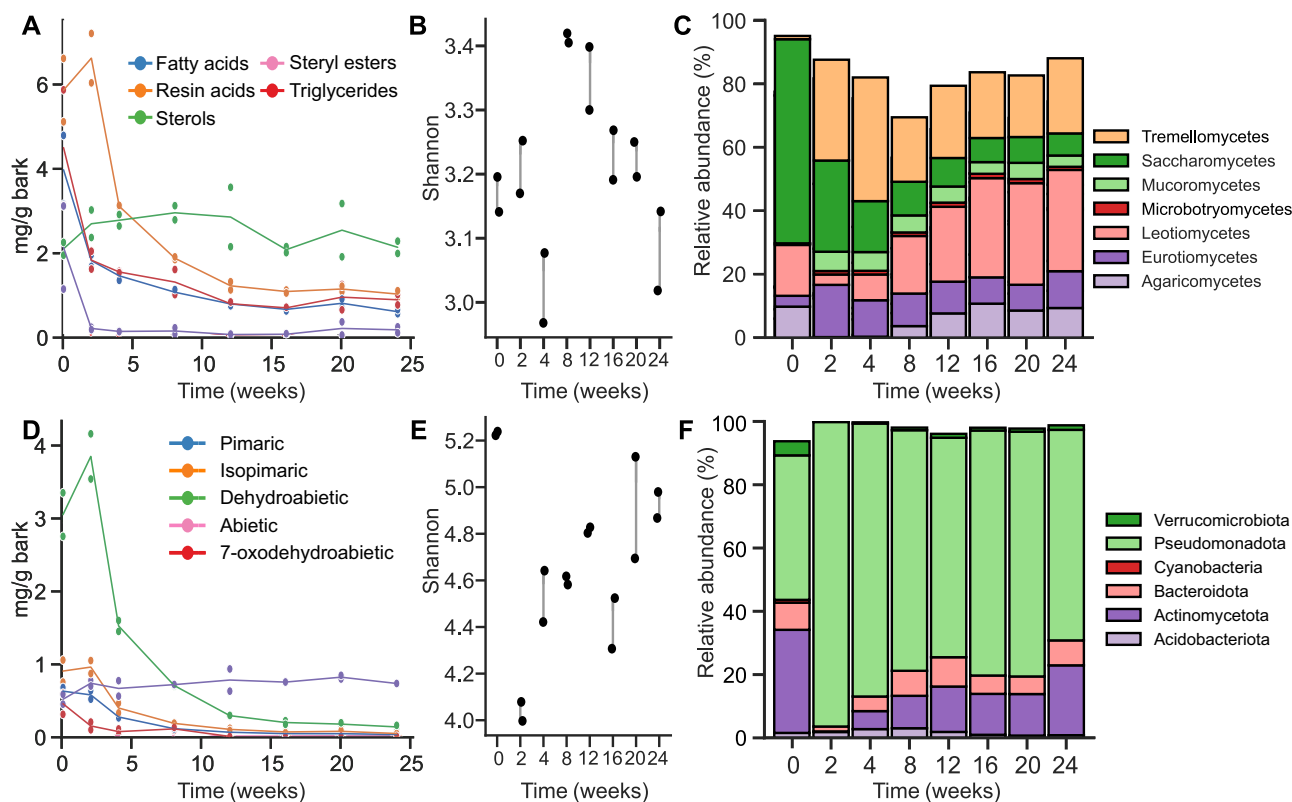 A
Fatty acids
Resin acids
Sterols
Steryl esters
Triglycerides
mg/g bark
6
4
2
0
0 5 10 15 20 25
Time (weeks)
B
Shannon
3.4
3.3
3.2
3.1
3.0
0 2 4 8 12 16 20 24
Time (weeks)
C
Relative abundance (%)
100
80
60
40
20
0
0 2 4 8 12 16 20 24
Time (weeks)
Tremellomycetes
Saccharomycetes
Mucoromycetes
Microbotryomycetes
Leotiomycetes
Eurotiomycetes
Agaricomycetes
D
Pimaric
Isopimaric
Dehydroabietic
Abietic
7-oxodehydroabietic
mg/g bark
4
3
2
1
0
0 5 10 15 20 25
Time (weeks)
E
Shannon
5.2
5.0
4.8
4.6
4.4
4.2
4.0
0 2 4 8 12 16 20 24
Time (weeks)
F
Relative abundance (%)
100
80
60
40
20
0
0 2 4 8 12 16 20 24
Time (weeks)
Verrucomicrobiota
Pseudomonadota
Cyanobacteria
Bacteroidota
Actinomycetota
Acidobacteriota